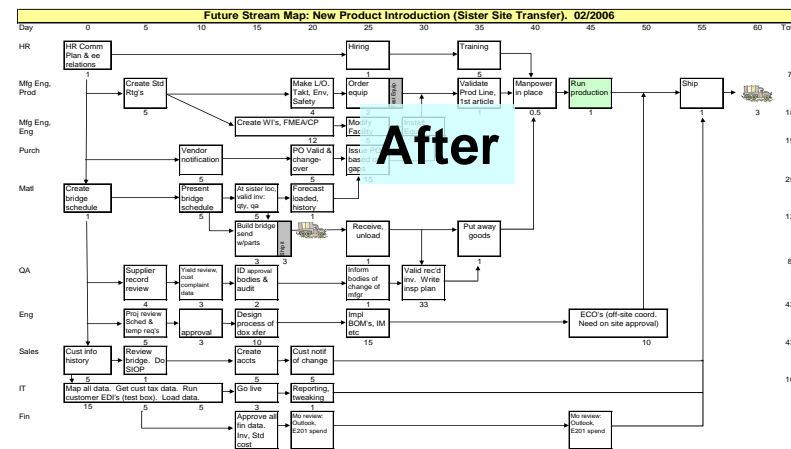 Future Stream Map: New Product Introduction (Sister Site Transfer). 02/2006
Day 0 5 10 15 20 25 30 35 40 45 50 55 60
HR
HR Comm
Plan & ee
relations
1
Hiring
1
Training
5
Mfg Eng,
Prod
Create Std
Rtg's
5
Make L/O.
Takt, Env,
Safety
4
Order
equip
2
Validate
Prod Line,
1st article
1
Manpower
in place
0.5
Run
production
1
Ship
1
3
Mfg Eng,
Eng
Create WI's, FMEA/CP
12
After
Purch
Vendor
notification
5
PO Valid &
change-
over
5
15
Matl
Create
bridge
schedule
1
Present
bridge
schedule
5
At sister loc,
valid inv:
qty, qa
5
Forecast
loaded,
history
1
Build bridge
send
w/parts
3
Ship it
3
Receive,
unload
1
Put away
goods
1
QA
Supplier
record
review
4
Yield review,
cust
complaint
data
3
ID approval
bodies &
audit
2
Inform
bodies of
change of
mfgr
1
Valid rec'd
inv. Write
insp plan
33
Eng
Proj review
Sched &
temp req's
5
approval
3
Design
process of
dox xfer
10
Impl
BOM's, IM
etc
15
ECO's (off-site coord.
Need on site approval)
10
Sales
Cust info
history
5
Review
bridge. Do
SIOP
1
Create
accts
5
Cust notif
of change
5
IT
Map all data. Get cust tax data. Run
customer EDI's (test box). Load data.
15 5 5
Go live
3
Reporting,
tweaking
1
Fin
Approve all
fin data.
Inv, Std
cost
Mo review:
Outlook,
E201 spend
Mo review:
Outlook,
E201 spend